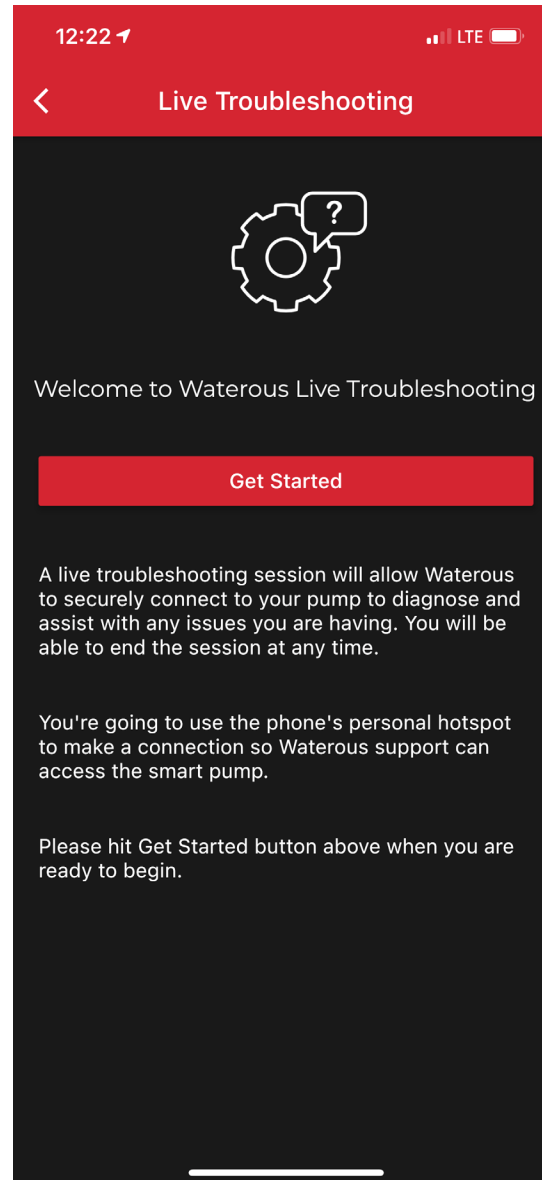 12:22
LTE
Live Troubleshooting
?
Welcome to Waterous Live Troubleshooting
Get Started
A live troubleshooting session will allow Waterous
to securely connect to your pump to diagnose and
assist with any issues you are having. You will be
able to end the session at any time.
You're going to use the phone's personal hotspot
to make a connection so Waterous support can
access the smart pump.
Please hit Get Started button above when you are
ready to begin.